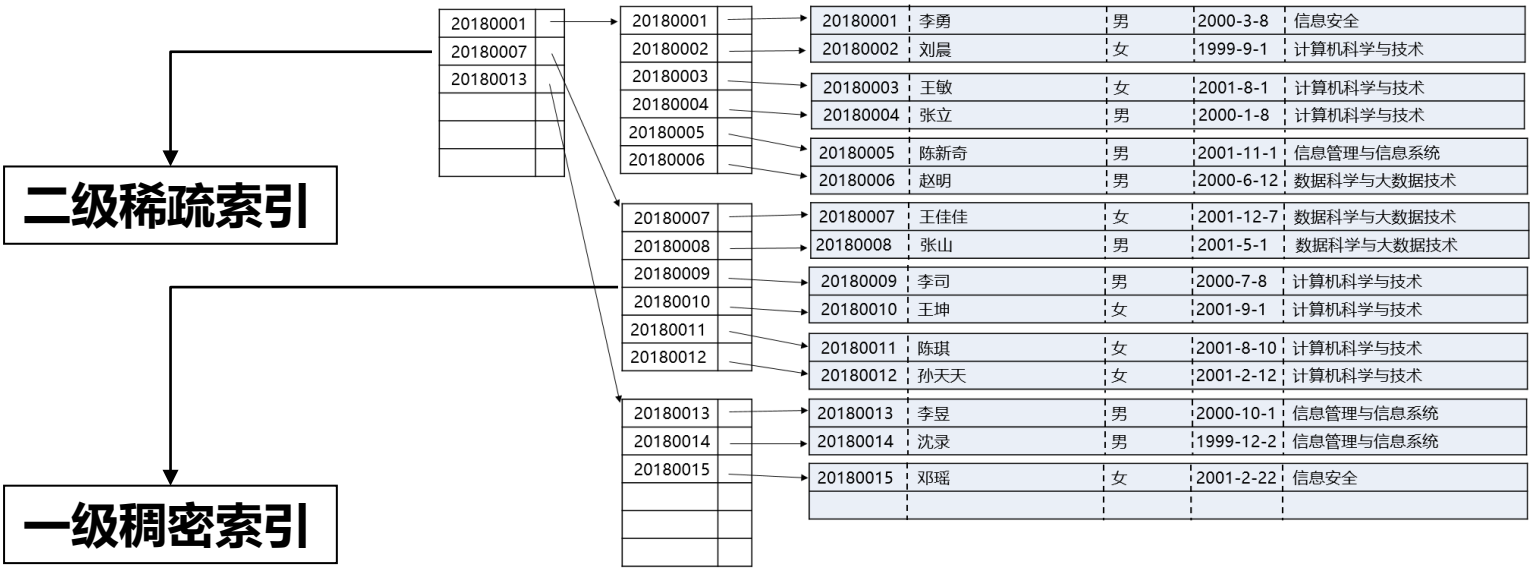 20180001
20180007
20180013
二级稀疏索引
一级稠密索引
20180001
20180002
20180003
20180004
20180005
20180006
20180007
20180008
20180009
20180010
20180011
20180012
20180013
20180014
20180015
20180001 李勇 男 2000-3-8 信息安全
20180002 刘晨 女 1999-9-1 计算机科学与技术
20180003 王敏 女 2001-8-1 计算机科学与技术
20180004 张立 男 2000-1-8 计算机科学与技术
20180005 陈新奇 男 2001-11-1 信息管理与信息系统
20180006 赵明 男 2000-6-12 数据科学与大数据技术
20180007 王佳佳 女 2001-12-7 数据科学与大数据技术
20180008 张山 男 2001-5-1 数据科学与大数据技术
20180009 李司 男 2000-7-8 计算机科学与技术
20180010 王坤 女 2001-9-1 计算机科学与技术
20180011 陈琪 女 2001-8-10 计算机科学与技术
20180012 孙天天 女 2001-2-12 计算机科学与技术
20180013 李昱 男 2000-10-1 信息管理与信息系统
20180014 沈录 男 1999-12-2 信息管理与信息系统
20180015 邓瑶 女 2001-2-22 信息安全